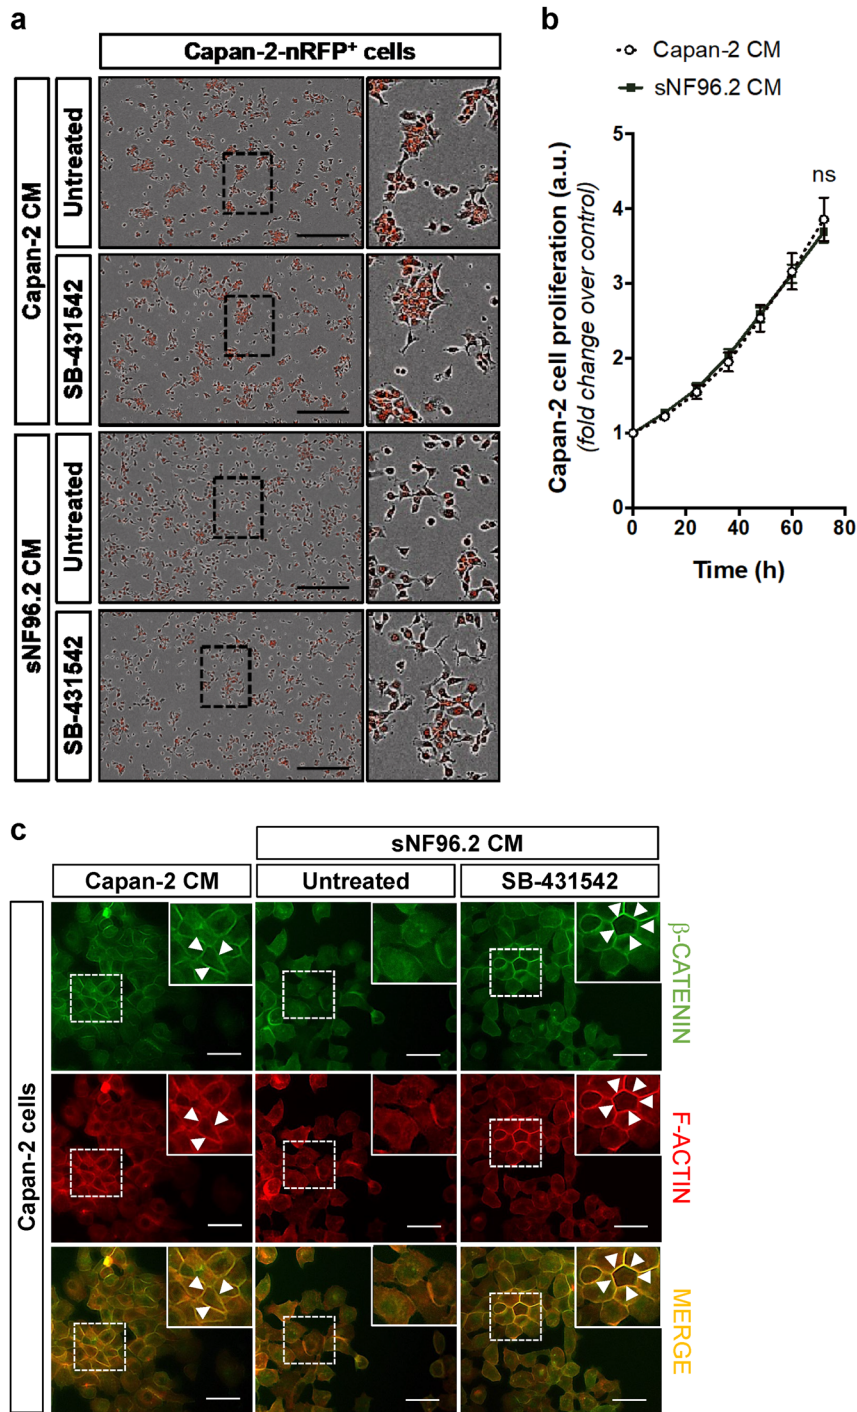 a
Capan-2-nRFP⁺ cells
Capan-2 CM
Untreated
SB-431542
sNF96.2 CM
Untreated
SB-431542
b
Capan-2 CM
sNF96.2 CM
Capan-2 cell proliferation (a.u.)
(fold change over control)
5
4
3
2
1
0
ns
0
20
40
60
80
Time (h)
c
sNF96.2 CM
Capan-2 CM
Untreated
SB-431542
Capan-2 cells
β-CATENIN
F-ACTIN
MERGE